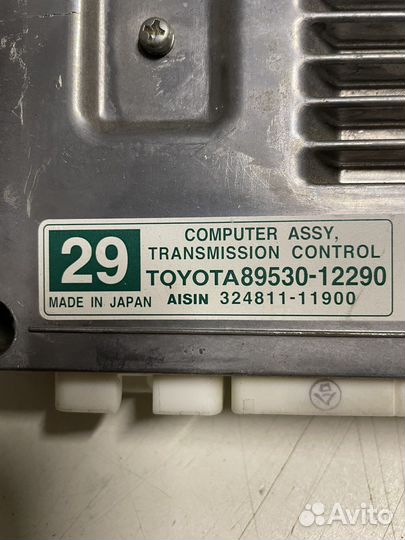 29
COMPUTER ASSY,
TRANSMISSION CONTROL
TOYOTA 89530-12290
MADE IN JAPAN AISIN 324811-11900
Avito